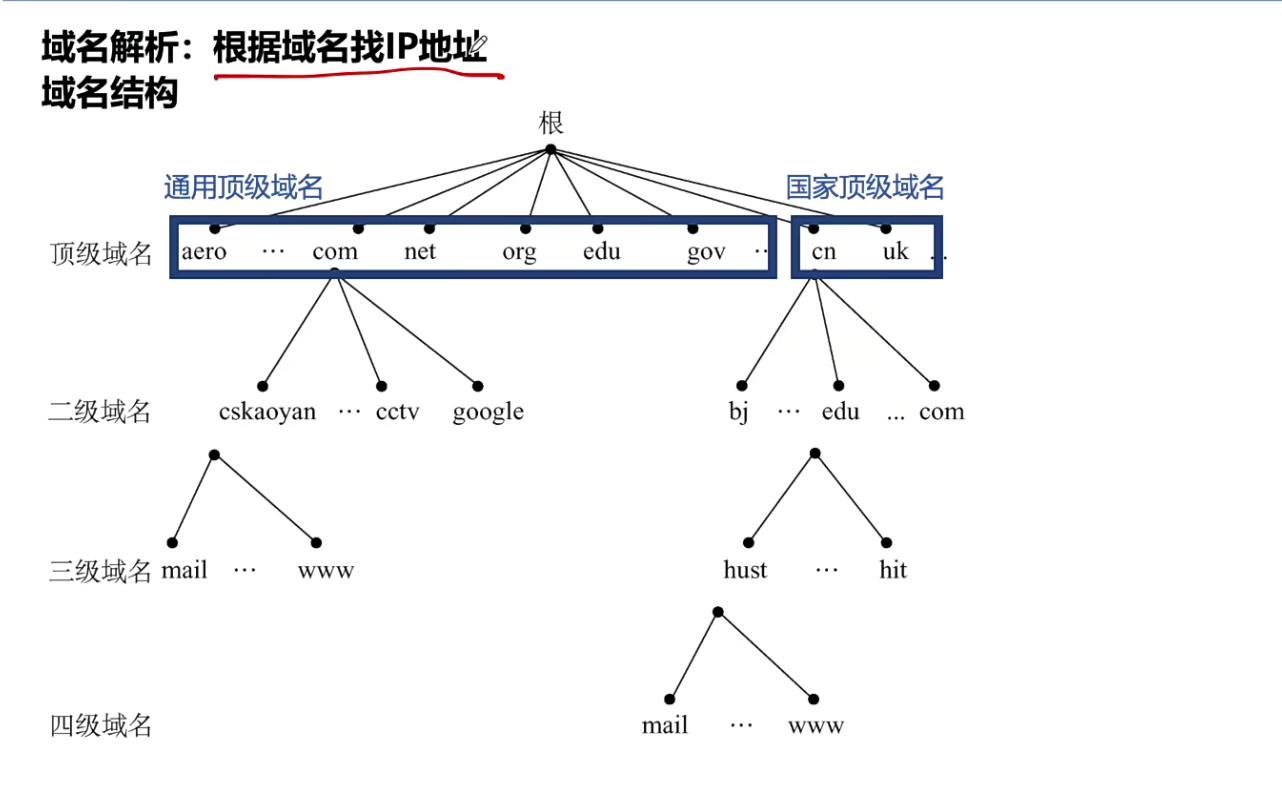 域名解析：根据域名找IP地址
域名结构
根
通用顶级域名 国家顶级域名
顶级域名 aero … com net org edu gov … cn uk ...
二级域名 cskaoyan … cctv google bj … edu ... com
三级域名 mail … www hust … hit
四级域名 mail … www